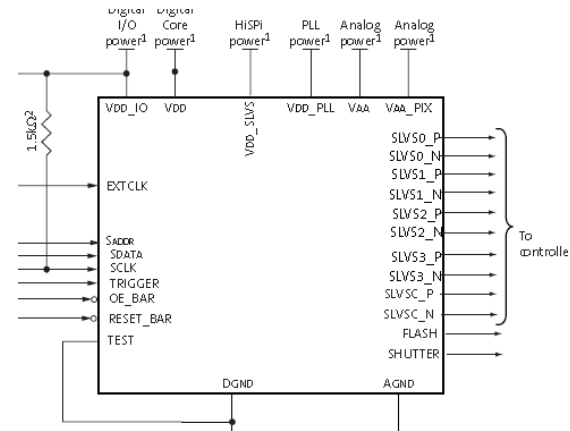 Digital Digital
I/O Core HiSPi PLL Analog Analog
power¹ power¹ power¹ power¹ power¹ power¹
VDD_IO VDD VDD_SLVS VDD_PLL VAA VAA_PIX
1.5kΩ²
SLVS0_P
SLVS0_N
SLVS1_P
EXTCLK
SLVS1_N
SLVS2_P
SLVS2_N
To
controlle
SADDR
SDATA
SCLK
TRIGGER
OE_BAR
RESET_BAR
TEST
SLVS3_P
SLVS3_N
SLVSC_P
SLVSC_N
FLASH
SHUTTER
DGND AGND